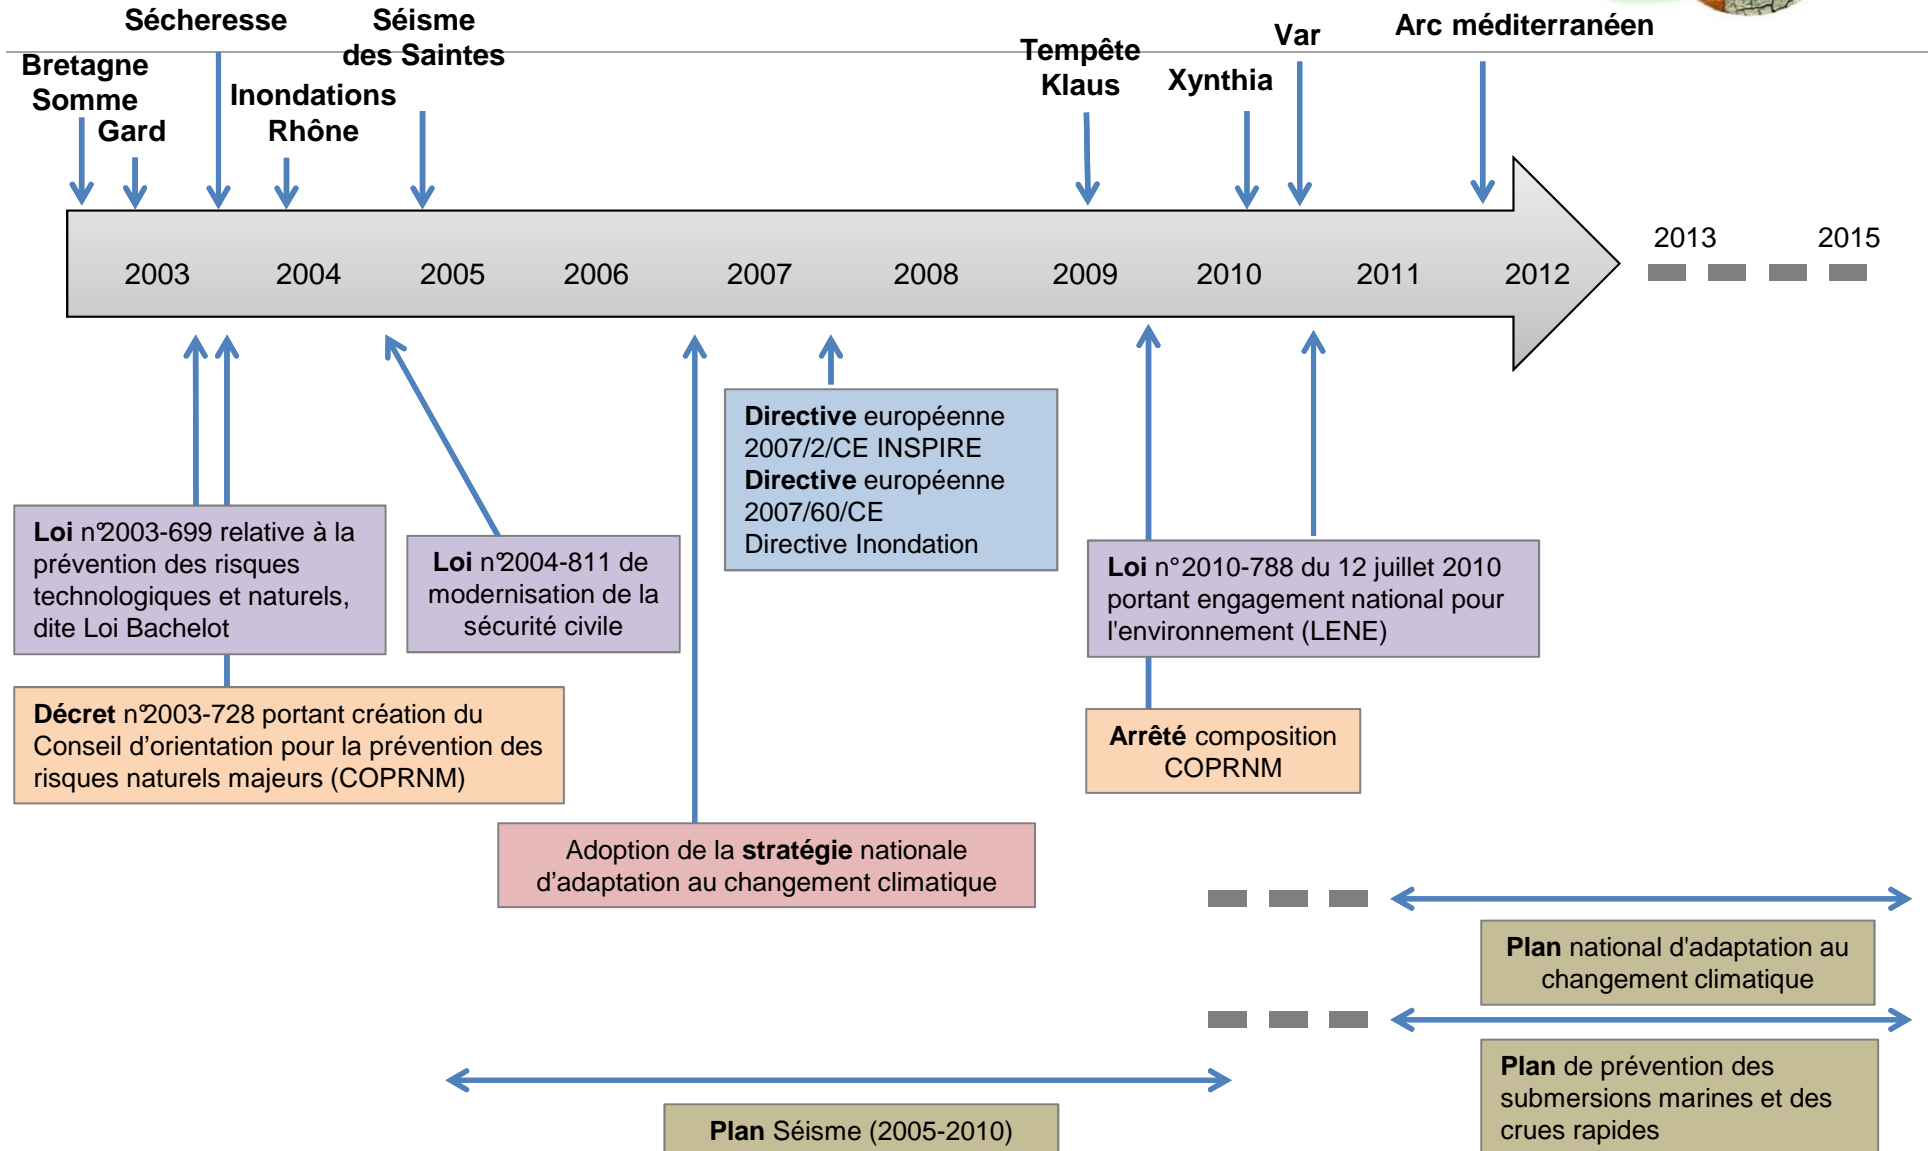 Sécheresse
Séisme
des Saintes
Bretagne
Somme
Gard
Inondations
Rhône
Tempête
Klaus
Xynthia
Var
Arc méditerranéen
2003
2004
2005
2006
2007
2008
2009
2010
2011
2012
2013
2015
Directive européenne
2007/2/CE INSPIRE
Directive européenne
2007/60/CE
Directive Inondation
Loi n°2003-699 relative à la
prévention des risques
technologiques et naturels,
dite Loi Bachelot
Loi n°2004-811 de
modernisation de la
sécurité civile
Loi n°2010-788 du 12 juillet 2010
portant engagement national pour
l'environnement (LENE)
Décret n°2003-728 portant création du
Conseil d’orientation pour la prévention des
risques naturels majeurs (COPRNM)
Arrêté composition
COPRNM
Adoption de la stratégie nationale
d’adaptation au changement climatique
Plan national d'adaptation au
changement climatique
Plan de prévention des
submersions marines et des
crues rapides
Plan Séisme (2005-2010)